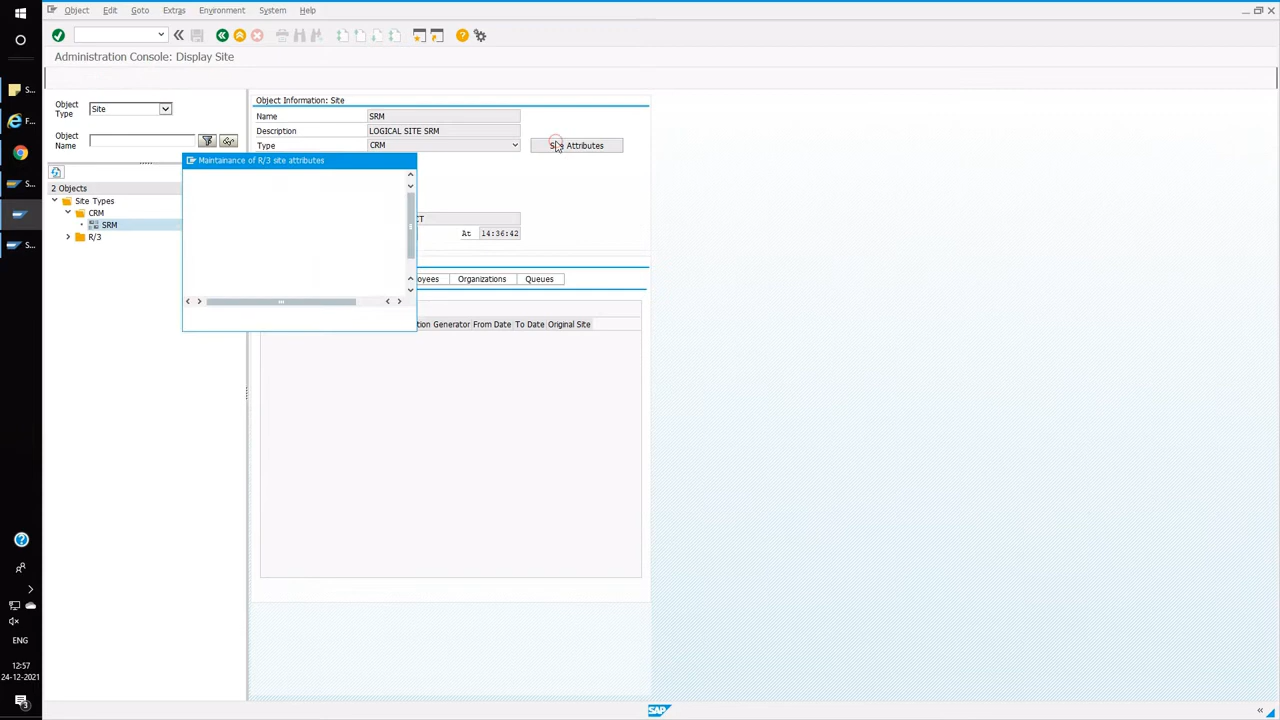 Object Edit Goto Extras Environment System Help
Administration Console: Display Site
Object Type Site
Object Name
2 Objects
Site Types
CRM
SRM
R/3
Object Information: Site
Name SRM
Description LOGICAL SITE SRM
Type CRM
Attributes
Maintainance of R/3 site attributes
CT
At 14:36:42
oyees Organizations Queues
tion Generator From Date To Date Original Site
S...
F...
S...
S...
S...
ENG
12:57
24-12-2021
3
SAP